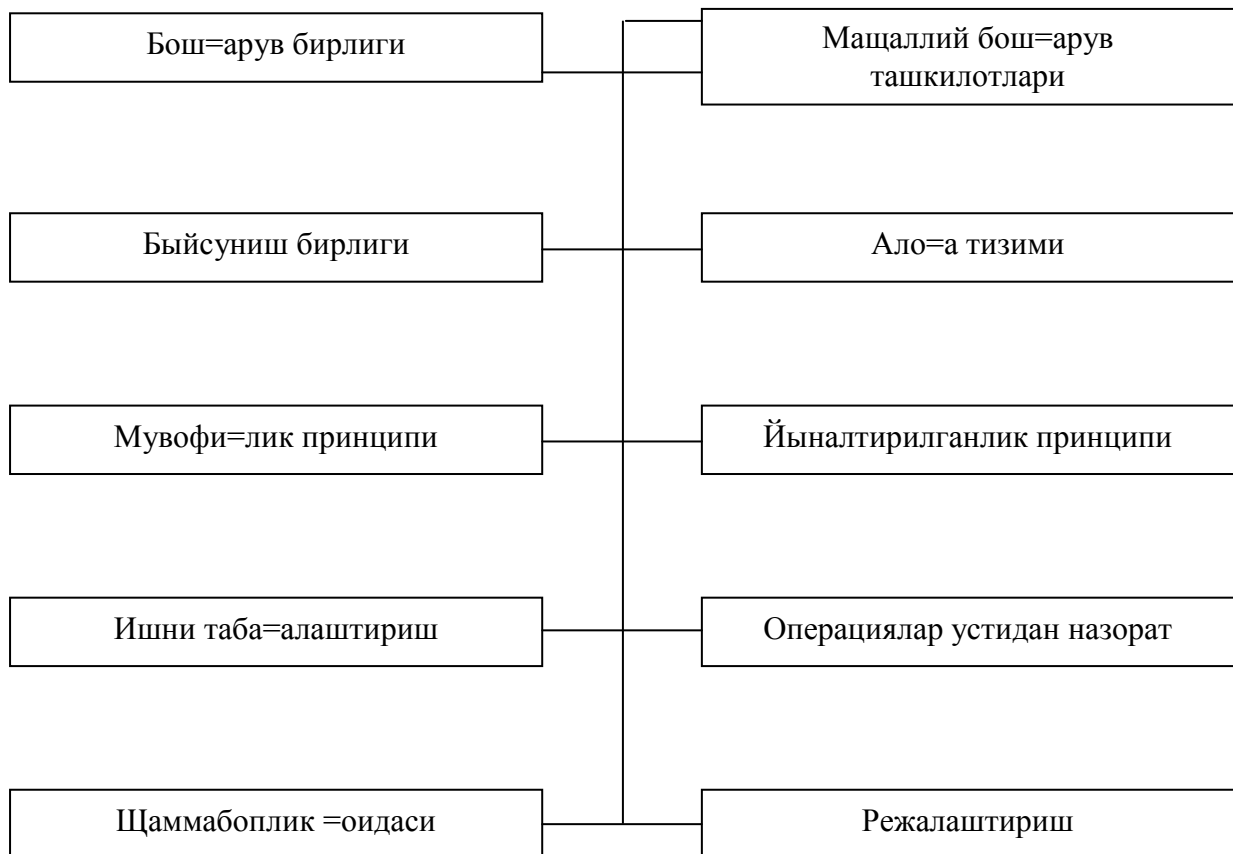 Бош=арув бирлиги
Мащаллий бош=арув
ташкилотлари
Быйсуниш бирлиги
Ало=а тизими
Мувофи=лик принципи
Йыналтирилганлик принципи
Ишни таба=алаштириш
Операциялар устидан назорат
Щаммабоплик =оидаси
Режалаштириш